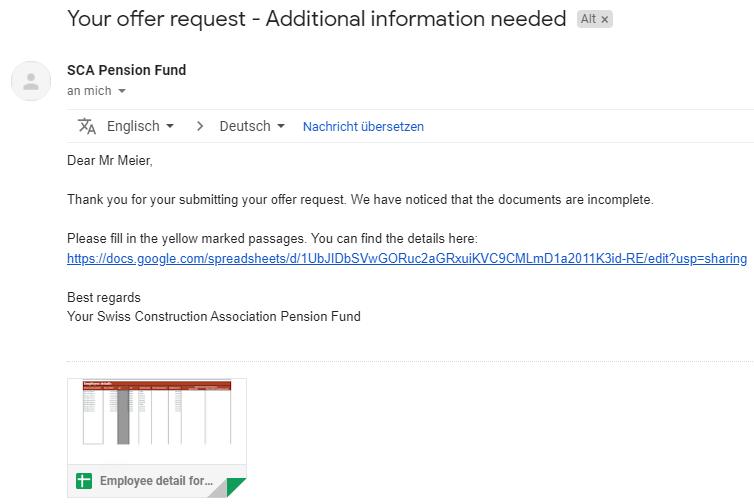 Your offer request - Additional information needed Alt ×
SCA Pension Fund
an mich
Englisch > Deutsch Nachricht übersetzen
Dear Mr Meier,
Thank you for your submitting your offer request. We have noticed that the documents are incomplete.
Please fill in the yellow marked passages. You can find the details here:
https://docs.google.com/spreadsheets/d/1UbJIDbSVwGORuc2aGRxuiKVC9CMLmD1a2011K3id-RE/edit?usp=sharing
Best regards
Your Swiss Construction Association Pension Fund
Employee details
Employee detail for...